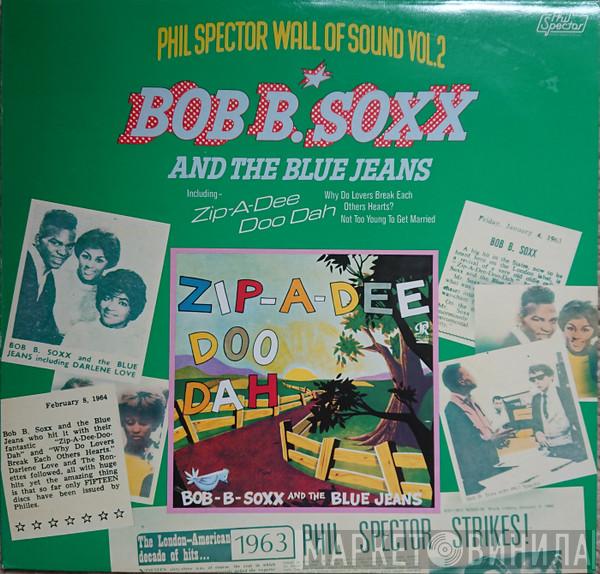 Phil Spector
PHIL SPECTOR WALL OF SOUND VOL.2
BOB B. SOXX
AND THE BLUE JEANS
Including -
Zip-A-Dee
Doo Dah
Why Do Lovers Break Each
Others Hearts?
Not Too Young To Get Married
BOB B. SOXX and the BLUE
JEANS including DARLENE LOVE
Friday, January 4, 1963
BOB B. SOXX
ZIP-A-DEE
DOO
DAH
BOB-B-SOXX AND THE BLUE JEANS
February 8, 1964
Bob B. Soxx and the Blue
Jeans who hit it with their
fantastic "Zip-A-Dee-Doo-
Dah" and "Why Do Lovers
Break Each Others Hearts."
Darlene Love and The Ron-
ettes followed, all with huge
hits yet the amazing thing
is that so far only FIFTEEN
discs have been issued by
Philles.
The London-American
decade of hits...
1963
PHIL SPECTOR STRIKES!
МАРКЕТ ВИНИЛА